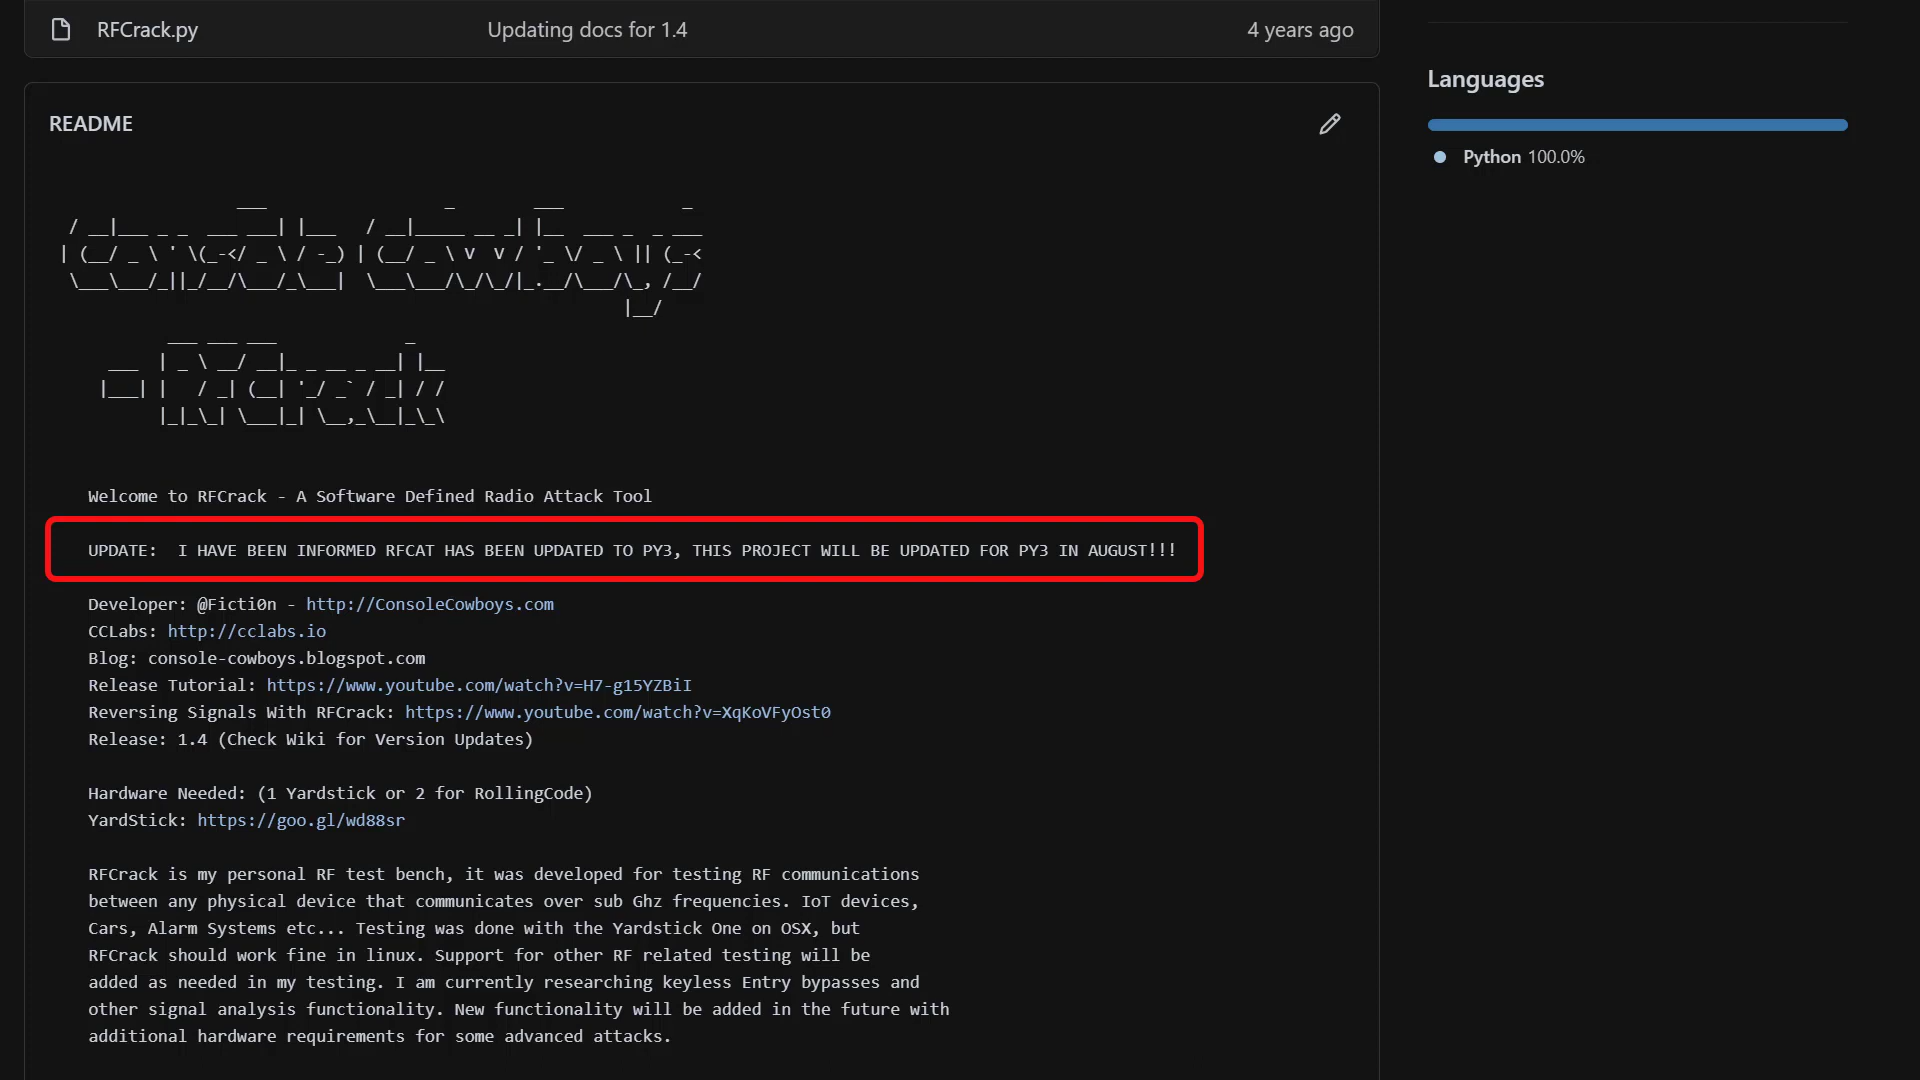 RFCrack.py Updating docs for 1.4 4 years ago
Languages
Python 100.0%
README
Welcome to RFCrack - A Software Defined Radio Attack Tool
UPDATE:  I HAVE BEEN INFORMED RFCAT HAS BEEN UPDATED TO PY3, THIS PROJECT WILL BE UPDATED FOR PY3 IN AUGUST!!!
Developer: @Ficti0n - http://ConsoleCowboys.com
CCLabs: http://cclabs.io
Blog: console-cowboys.blogspot.com
Release Tutorial: https://www.youtube.com/watch?v=H7-g15YZBiI
Reversing Signals With RFCrack: https://www.youtube.com/watch?v=XqKoVFyOst0
Release: 1.4 (Check Wiki for Version Updates)
Hardware Needed: (1 Yardstick or 2 for RollingCode)
YardStick: https://goo.gl/wd88sr
RFCrack is my personal RF test bench, it was developed for testing RF communications
between any physical device that communicates over sub Ghz frequencies. IoT devices,
Cars, Alarm Systems etc... Testing was done with the Yardstick One on OSX, but
RFCrack should work fine in linux. Support for other RF related testing will be
added as needed in my testing. I am currently researching keyless Entry bypasses and
other signal analysis functionality. New functionality will be added in the future with
additional hardware requirements for some advanced attacks.